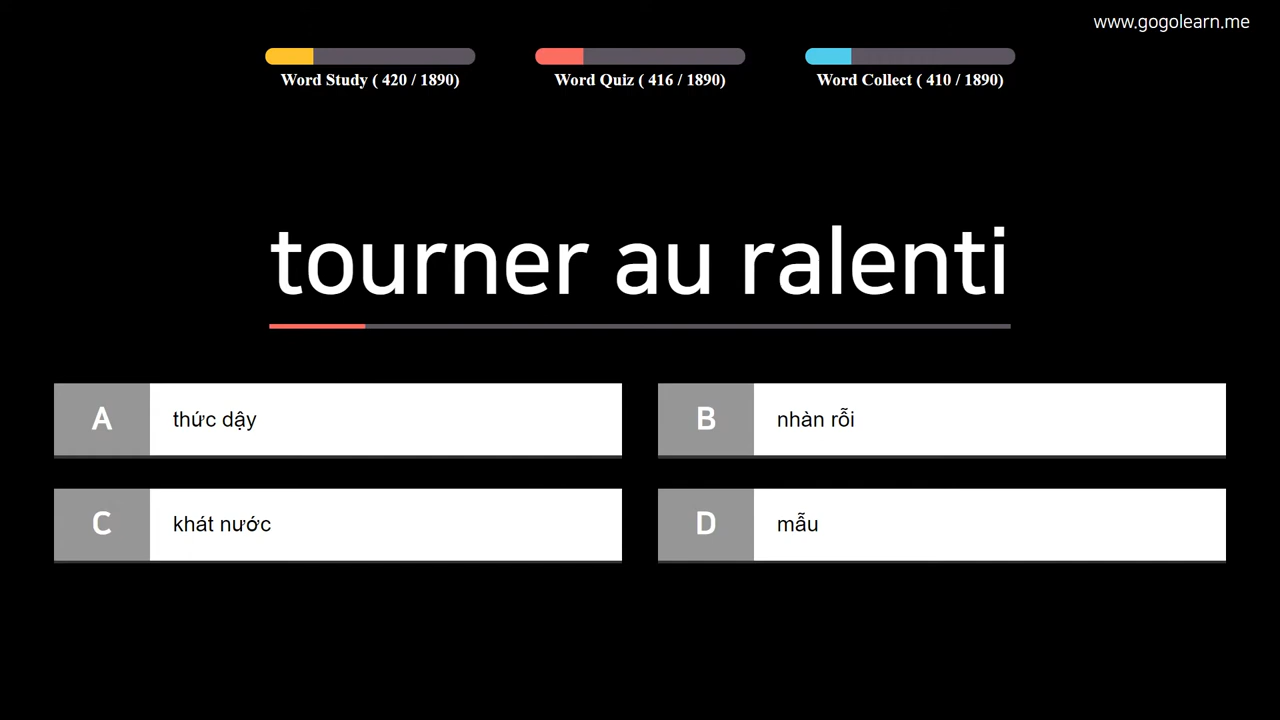 www.gogolearn.me
Word Study ( 420 / 1890)
Word Quiz ( 416 / 1890)
Word Collect ( 410 / 1890)
tourner au ralenti
A thức dậy
B nhàn rỗi
C khát nước
D mẫu